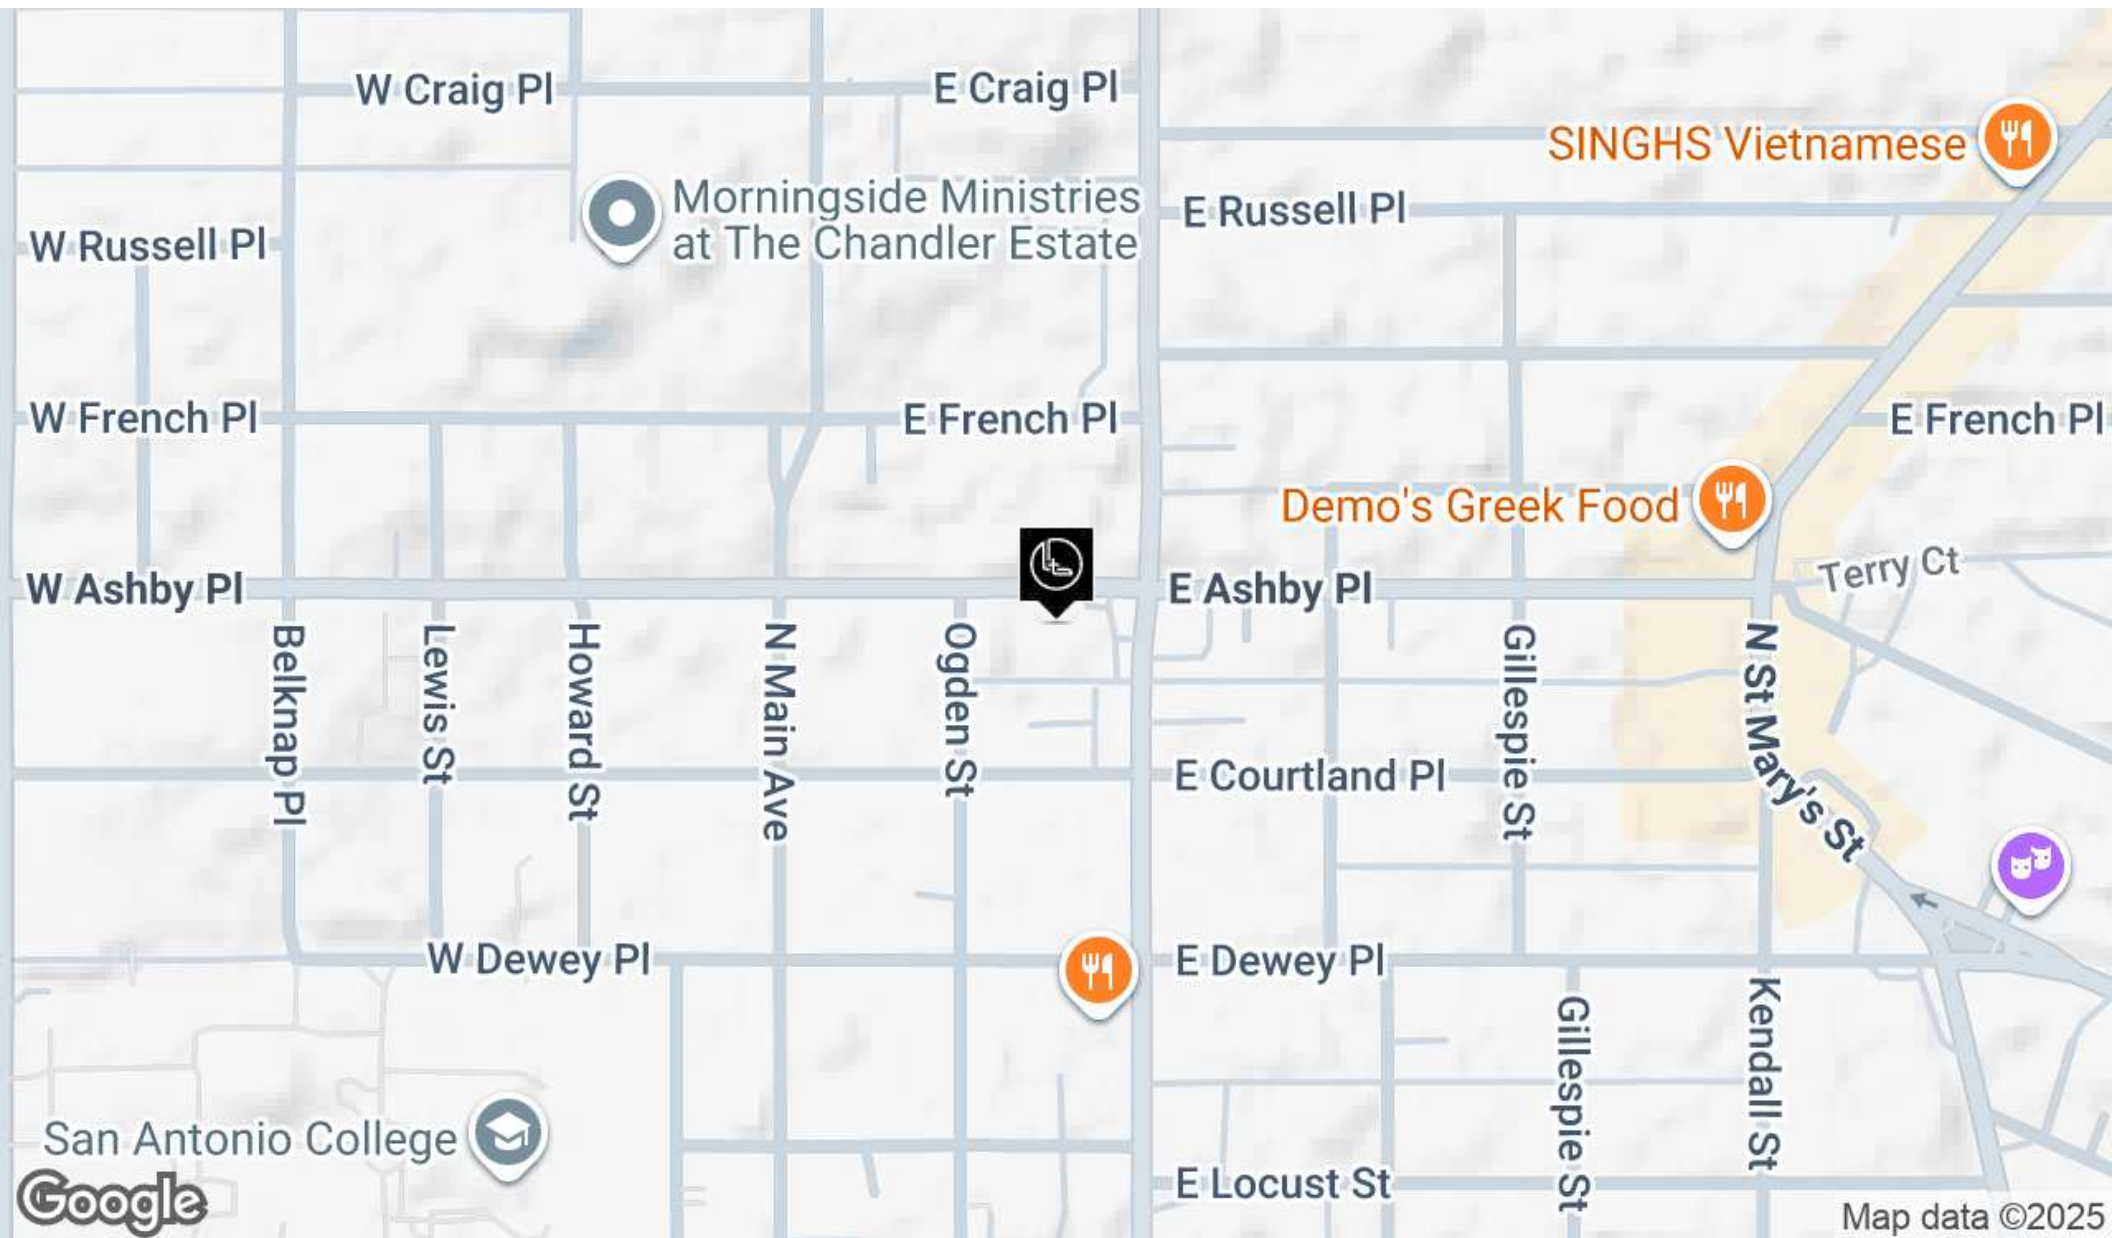 W Craig Pl
E Craig Pl
SINGHS Vietnamese
Morningside Ministries
at The Chandler Estate
E Russell Pl
W Russell Pl
W French Pl
E French Pl
E French Pl
Demo's Greek Food
Terry Ct
W Ashby Pl
E Ashby Pl
Belknap Pl
Lewis St
Howard St
N Main Ave
Ogden St
Gillespie St
N St Mary's St
E Courtland Pl
W Dewey Pl
E Dewey Pl
Gillespie St
Kendall St
San Antonio College
E Locust St
Google
Map data ©2025